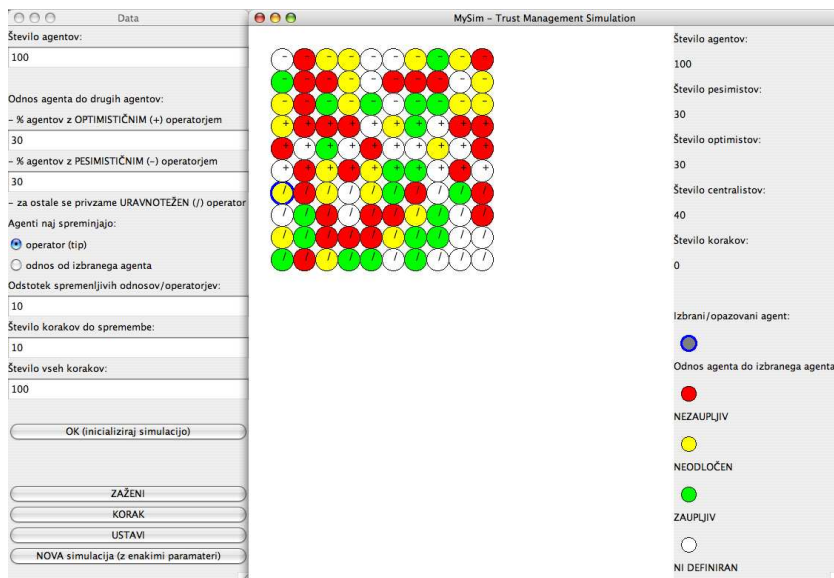 Data
Število agentov:
100
Odnos agenta do drugih agentov:
– % agentov z OPTIMISTIČNIM (+) operatorjem
30
– % agentov z PESIMISTIČNIM (–) operatorjem
30
– za ostale se privzame URAVNOTEŽEN (/) operator
Agenti naj spreminjajo:
operator (tip)
odnos od izbranega agenta
Odstotek spremenljivih odnosov/operatorjev:
10
Število korakov do spremembe:
10
Število vseh korakov:
100
OK (inicializiraj simulacijo)
ZAŽENI
KORAK
USTAVI
NOVA simulacija (z enakimi parameteri)
MySim – Trust Management Simulation
– – – – – – – – – –
– – – – – – – – – –
– – – – – – – – – –
+ + + + + + + + + +
+ + + + + + + + + +
+ + + + + + + + + +
/ / / / / / / / / /
/ / / / / / / / / /
/ / / / / / / / / /
/ / / / / / / / / /
Število agentov:
100
Število pesimistov:
30
Število optimistov:
30
Število centralistov:
40
Število korakov:
0
Izbrani/opazovani agent:
Odnos agenta do izbranega agenta
NEZAUPLJIV
NEODLOČEN
ZAUPLJIV
NI DEFINIRAN